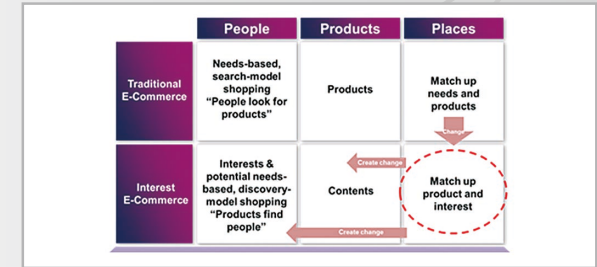 People
Products
Places
Traditional
E-Commerce
Needs-based,
search-model
shopping
“People look for
products”
Products
Match up
needs and
products
Change
Interest
E-Commerce
Interests &
potential needs-
based, discovery-
model shopping
“Products find
people”
Create change
Contents
Create change
Match up
product and
interest